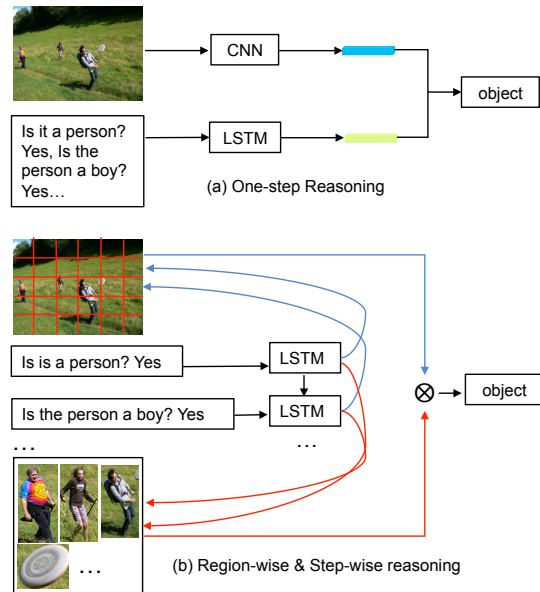 CNN
object
Is it a person?
Yes, Is the
person a boy?
Yes…
LSTM
(a) One-step Reasoning
Is is a person? Yes
LSTM
object
Is the person a boy? Yes
LSTM
...
...
...
(b) Region-wise & Step-wise reasoning